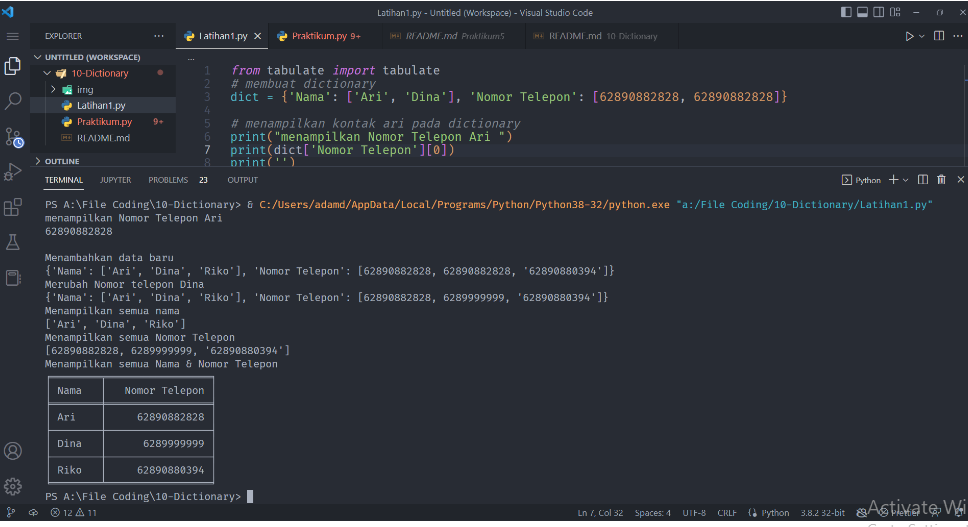 Latihan1.py - Untitled (Workspace) - Visual Studio Code
EXPLORER
Latihan1.py
Praktikum.py 9+
README.md Praktikum5
README.md 10-Dictionary
UNTITLED (WORKSPACE)
10-Dictionary
img
Latihan1.py
Praktikum.py 9+
README.md
OUTLINE
1 from tabulate import tabulate
2 # membuat dictionary
3 dict = {'Nama': ['Ari', 'Dina'], 'Nomor Telepon': [62890882828, 62890882828]}
4
5 # menampilkan kontak ari pada dictionary
6 print("menampilkan Nomor Telepon Ari ")
7 print(dict['Nomor Telepon'][0])
8 print('')
TERMINAL JUPYTER PROBLEMS 23 OUTPUT
Python
PS A:\File Coding\10-Dictionary> & C:/Users/adamd/AppData/Local/Programs/Python/Python38-32/python.exe "a:/File Coding/10-Dictionary/Latihan1.py"
menampilkan Nomor Telepon Ari
62890882828
Menambahkan data baru
{'Nama': ['Ari', 'Dina', 'Riko'], 'Nomor Telepon': [62890882828, 62890882828, '62890880394']}
Merubah Nomor telepon Dina
{'Nama': ['Ari', 'Dina', 'Riko'], 'Nomor Telepon': [62890882828, 6289999999, '62890880394']}
Menampilkan semua nama
['Ari', 'Dina', 'Riko']
Menampilkan semua Nomor Telepon
[62890882828, 6289999999, '62890880394']
Menampilkan semua Nama & Nomor Telepon
Nama Nomor Telepon
Ari 62890882828
Dina 6289999999
Riko 62890880394
PS A:\File Coding\10-Dictionary>
12 11
Ln 7, Col 32 Spaces: 4 UTF-8 CRLF Python 3.8.2 32-bit Prettier
Activate Wi